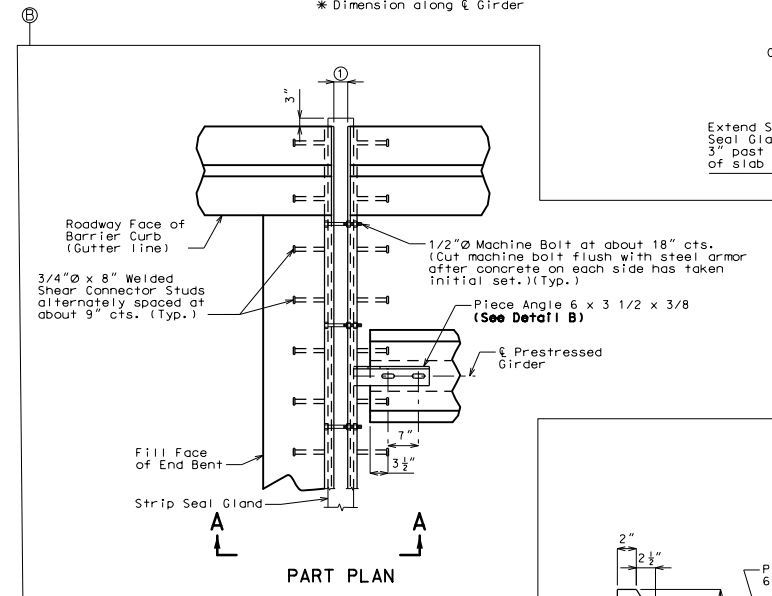 * Dimension along ℄ Girder
B
1
3"
Extend S
Seal Gla
3" past
of slab
Roadway Face of
Barrier Curb
(Gutter line)
1/2"Ø Machine Bolt at about 18" cts.
(Cut machine bolt flush with steel armor
after concrete on each side has taken
initial set.)(Typ.)
3/4"Ø x 8" Welded
Shear Connector Studs
alternately spaced at
about 9" cts. (Typ.)
Piece Angle 6 x 3 1/2 x 3/8
(See Detail B)
℄ Prestressed
Girder
7"
3 1/2"
Fill Face
of End Bent
Strip Seal Gland
A A
PART PLAN
2"
2 1/2"
P
6